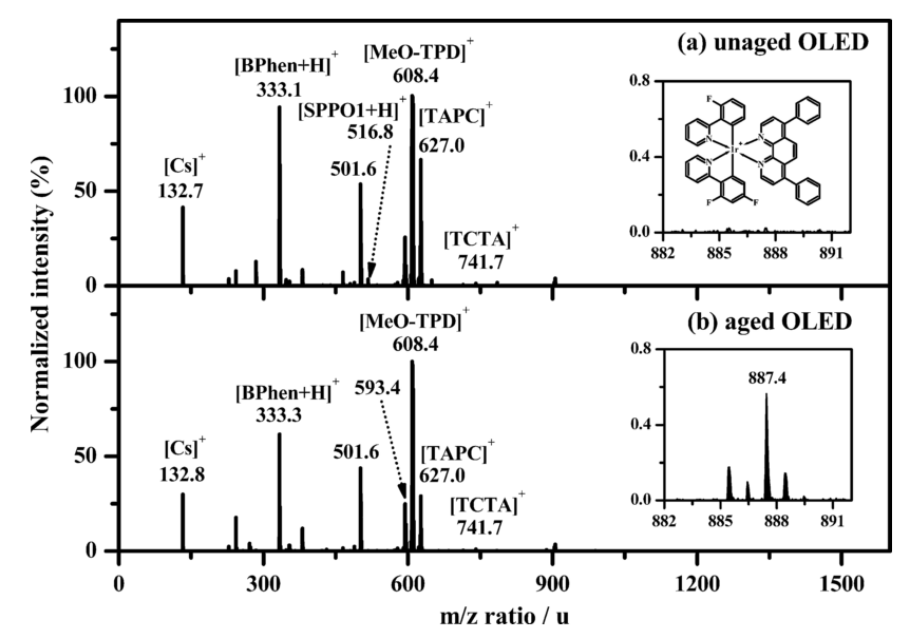 (a) unaged OLED
[MeO-TPD]+
608.4
[BPhen+H]+
333.1
[SPPO1+H]+
516.8
[TAPC]+
627.0
501.6
[Cs]+
132.7
[TCTA]+
741.7
100
50
0
0.8
0.4
0.0
882 885 888 891
F
N
N
Ir+
N
N
F
F
Normalized intensity (%)
(b) aged OLED
[MeO-TPD]+
608.4
[BPhen+H]+
333.3
593.4
501.6
[TAPC]+
627.0
[Cs]+
132.8
[TCTA]+
741.7
100
50
0
0.8
0.4
0.0
887.4
882 885 888 891
0 300 600 900 1200 1500
m/z ratio / u